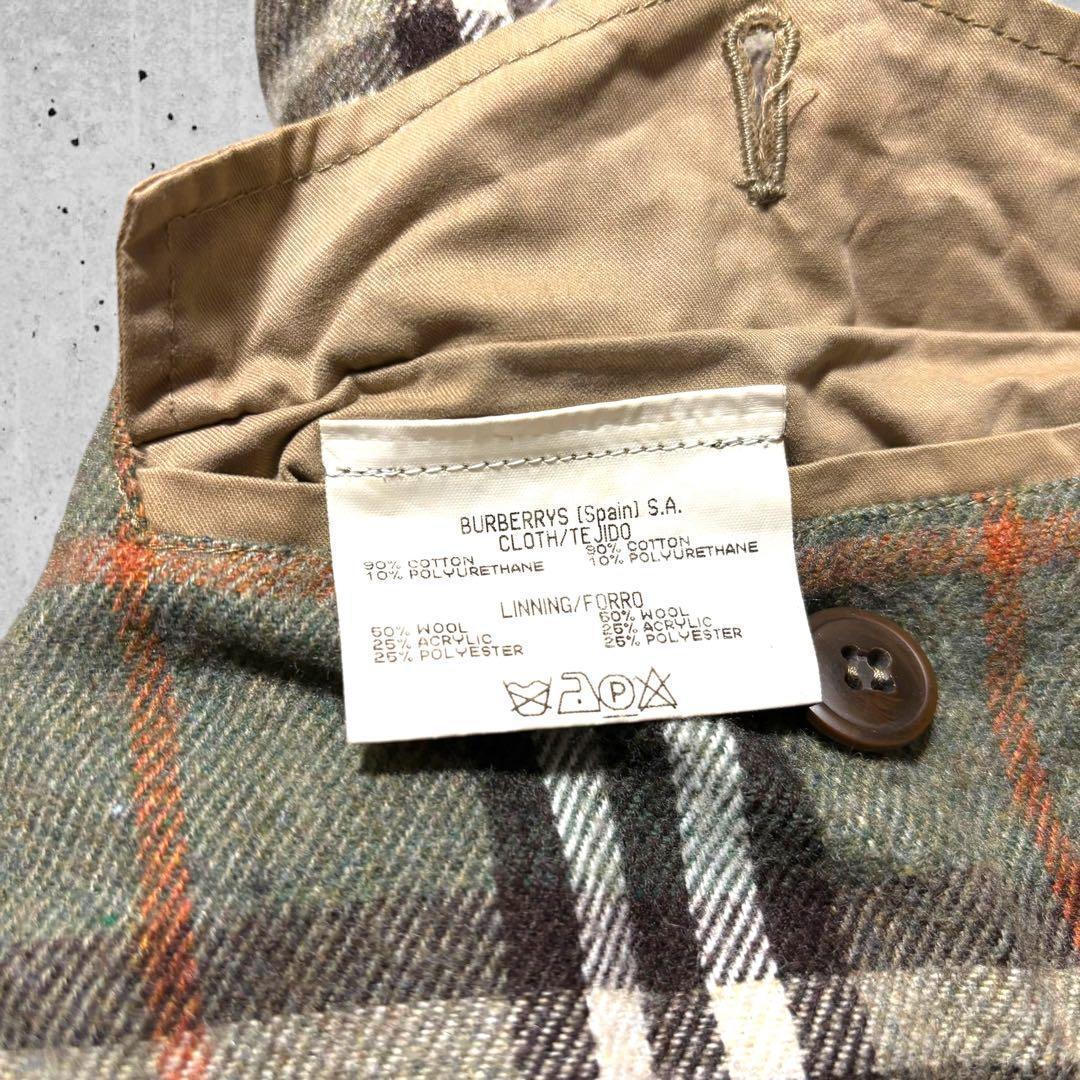 BURBERRYS [Spain] S.A.
CLOTH/TEJIDO
90% COTTON 90% COTTON
10% POLYURETHANE 10% POLYURETHANE
LINNING/FORRO
50% WOOL 50% WOOL
25% ACRYLIC 25% ACRYLIC
25% POLYESTER 25% POLYESTER
P